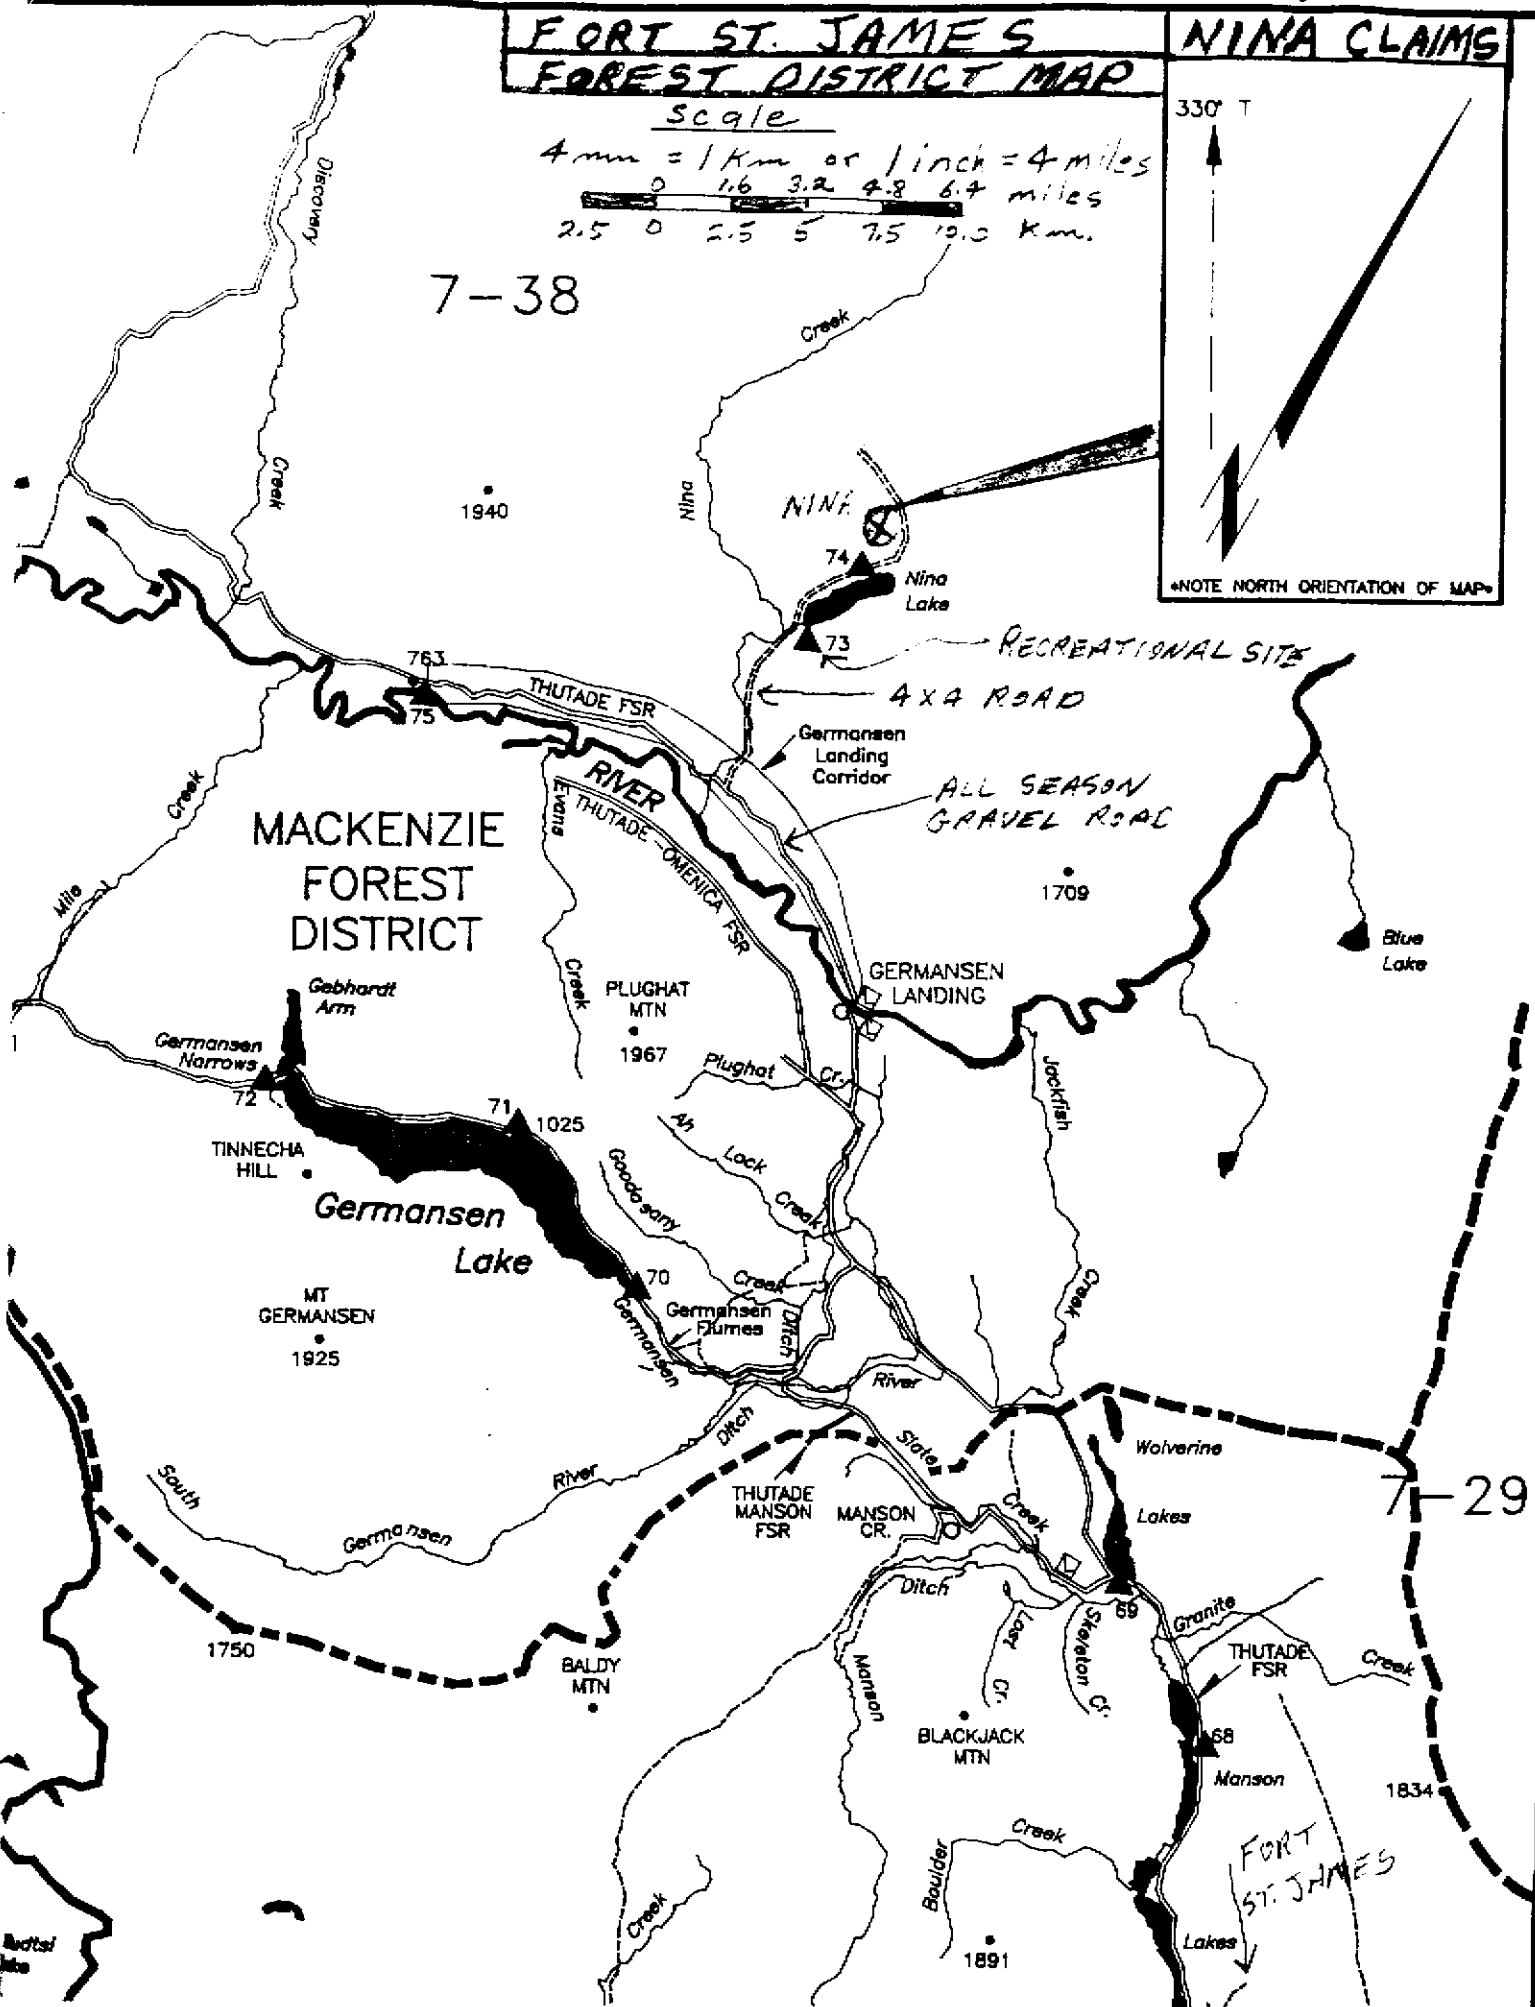 FORT ST. JAMES
FOREST DISTRICT MAP
NINA CLAIMS
Scale
4 mm = 1 Km or 1 inch = 4 miles
0 1.6 3.2 4.8 6.4 miles
2.5 0 2.5 5 7.5 10.0 Km.
330° T
*NOTE NORTH ORIENTATION OF MAP*
7-38
Discovery
Creek
Creek
Nina
1940
NINA
74
Nina
Lake
73
RECREATIONAL SITE
4X4 ROAD
763
75
THUTADE FSR
Germansen
Landing
Corridor
ALL SEASON
GRAVEL ROAD
RIVER
Evans
Creek
THUTADE-OMENICA FSR
Creek
Mile
MACKENZIE
FOREST
DISTRICT
1709
Blue
Lake
Gebhardt
Arm
PLUGHAT
MTN
1967
GERMANSEN
LANDING
Germansen
Narrows
72
71
1025
Plughat Cr.
Jackfish
Creek
Ah Lock Creek
TINNECHA
HILL
Germansen
Lake
Goodasany
Creek
70
Germansen
Flumes
Ditch
Germansen
River
MT
GERMANSEN
1925
Ditch
Slate
Creek
Wolverine
Lakes
7-29
South
Germansen
River
THUTADE
MANSON
FSR
MANSON
CR.
Ditch
69
Granite
Creek
Lost Cr.
Skeleton Cr.
THUTADE
FSR
1750
BALDY
MTN
Manson
BLACKJACK
MTN
68
Manson
1834
Creek
Boulder
FORT
ST. JAMES
Creek
1891
Lakes